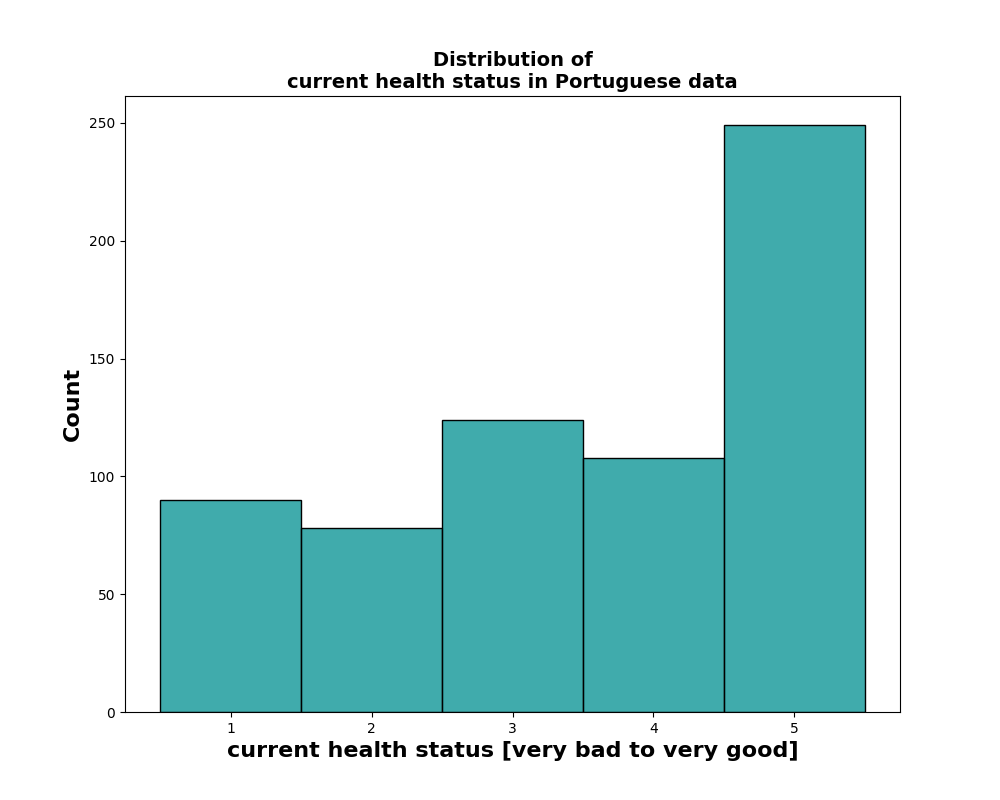 Distribution of
current health status in Portuguese data
Count
250
200
150
100
50
0
1 2 3 4 5
current health status [very bad to very good]